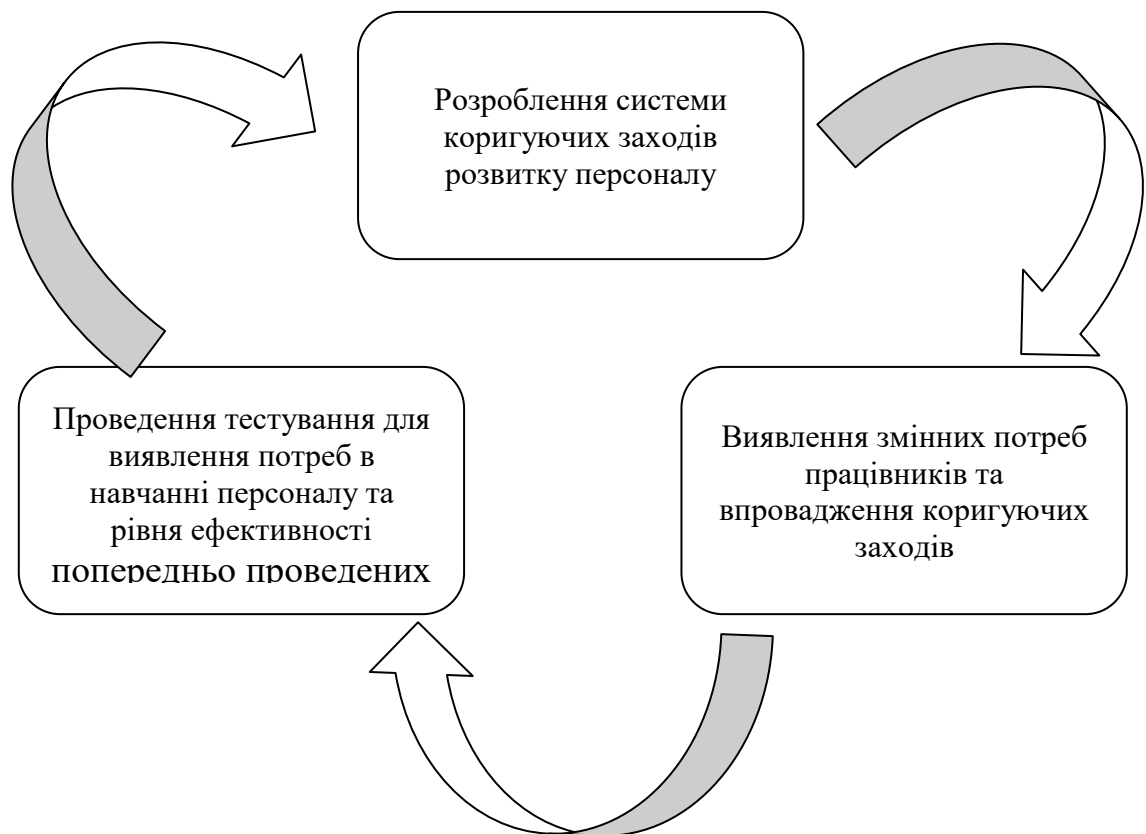 Розроблення системи
коригуючих заходів
розвитку персоналу
Проведення тестування для
виявлення потреб в
навчанні персоналу та
рівня ефективності
попередньо проведених
Виявлення змінних потреб
працівників та
впровадження коригуючих
заходів